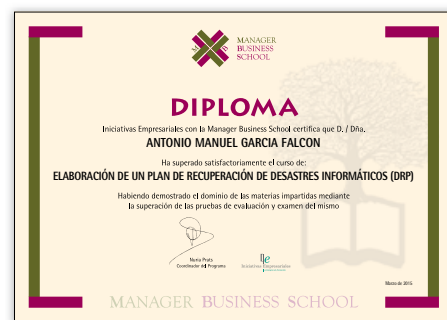 MANAGER
BUSINESS
SCHOOL
DIPLOMA
Iniciativas Empresariales con la Manager Business School certifica que D. / Dña.
ANTONIO MANUEL GARCIA FALCON
Ha superado satisfactoriamente el curso de:
ELABORACIÓN DE UN PLAN DE RECUPERACIÓN DE DESASTRES INFORMÁTICOS (DRP)
Habiendo demostrado el dominio de las materias impartidas mediante
la superación de las pruebas de evaluación y examen del mismo
Nuria Prats
Coordinador del Programa
Iniciativas Empresariales
Marzo de 2015
MANAGER BUSINESS SCHOOL